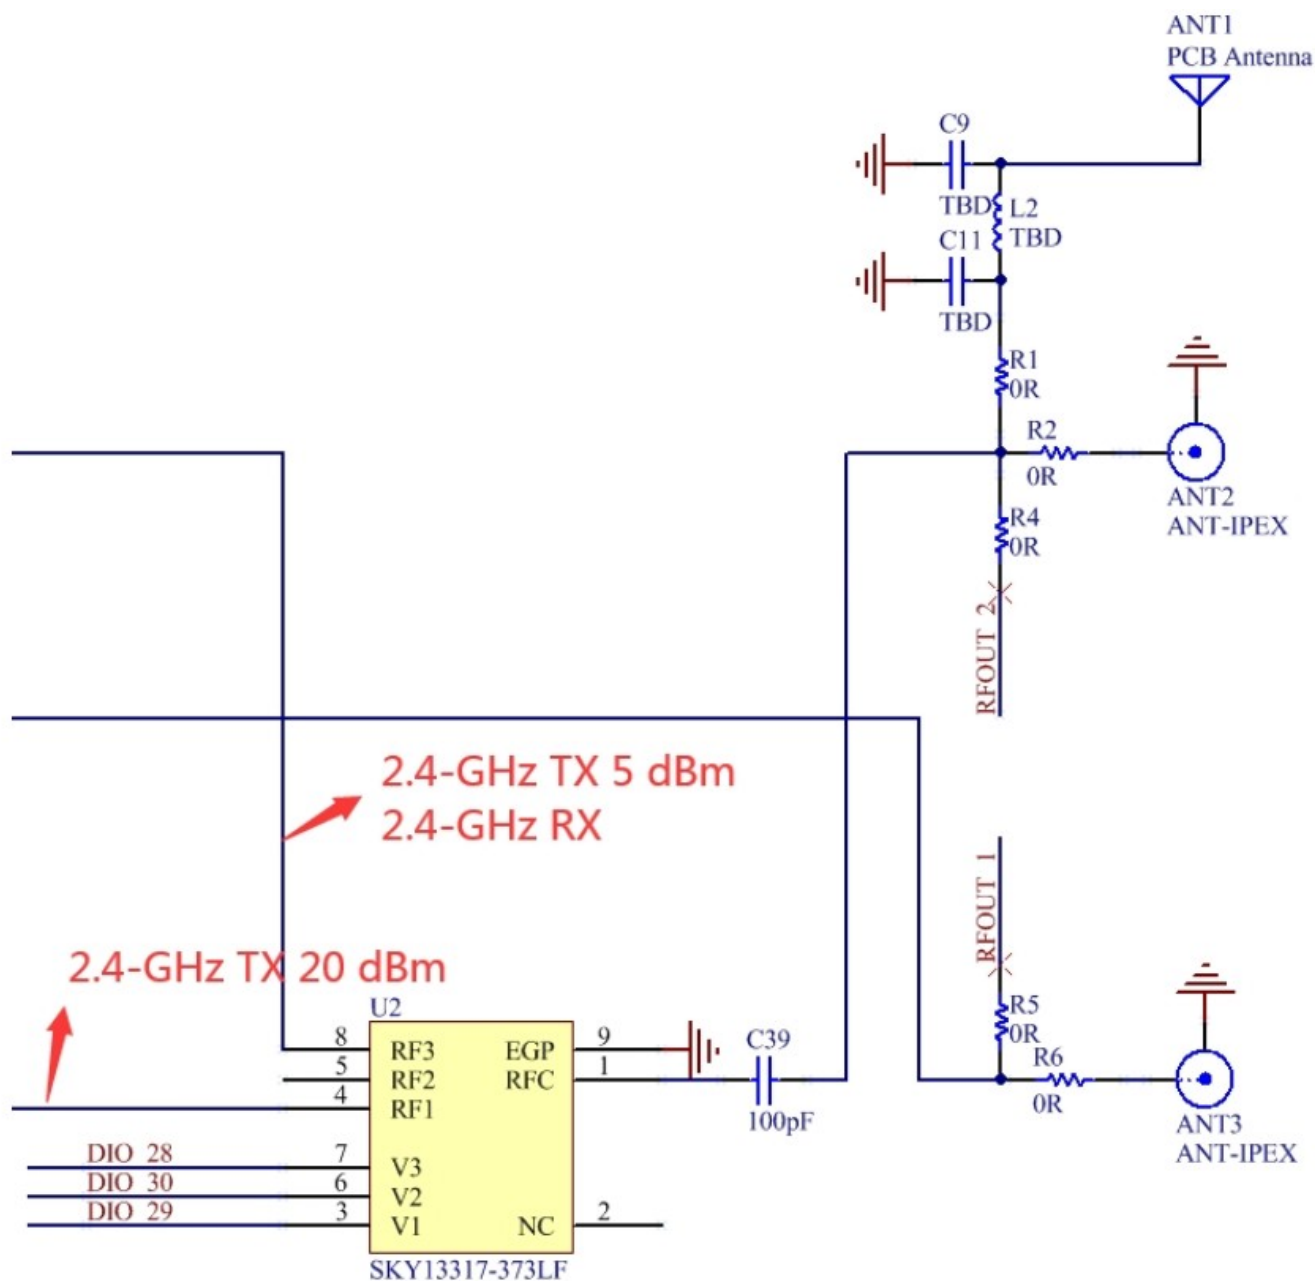 ANT1
PCB Antenna
C9
TBD
L2
TBD
C11
TBD
R1
0R
R2
0R
ANT2
ANT-IPEX
R4
0R
RFOUT_2
2.4-GHz TX 5 dBm
2.4-GHz RX
RFOUT_1
2.4-GHz TX 20 dBm
U2
8 RF3 EGP 9
5 RF2 RFC 1
4 RF1
C39
100pF
R5
0R
R6
0R
ANT3
ANT-IPEX
DIO_28 7 V3
DIO_30 6 V2
DIO_29 3 V1 NC 2
SKY13317-373LF